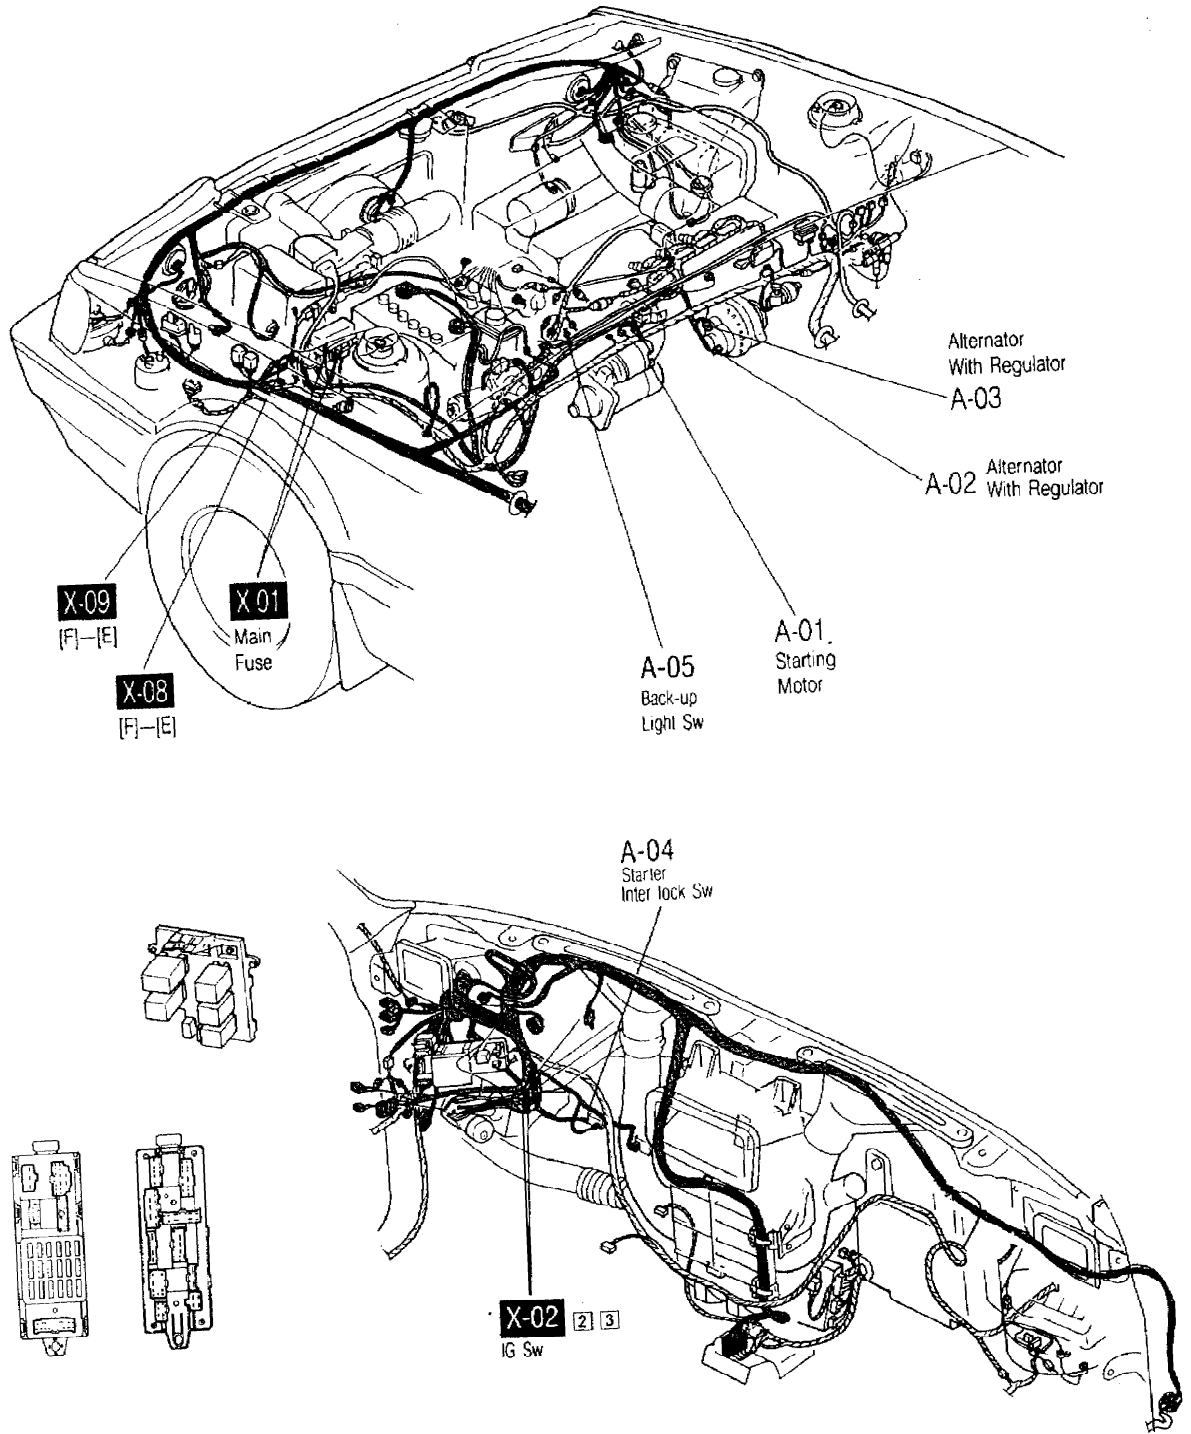 Alternator
With Regulator
A-03
A-02
Alternator
With Regulator
X-09
[F]—[E]
X 01
Main
Fuse
X-08
[F]—[E]
A-05
Back-up
Light Sw
A-01.
Starting
Motor
A-04
Starter
Inter lock Sw
X-02 2 3
IG Sw